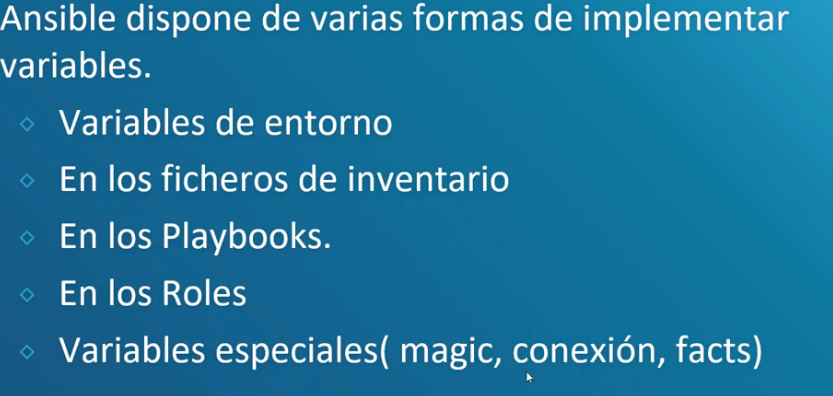 Ansible dispone de varias formas de implementar
variables.
Variables de entorno
En los ficheros de inventario
En los Playbooks.
En los Roles
Variables especiales( magic, conexión, facts)